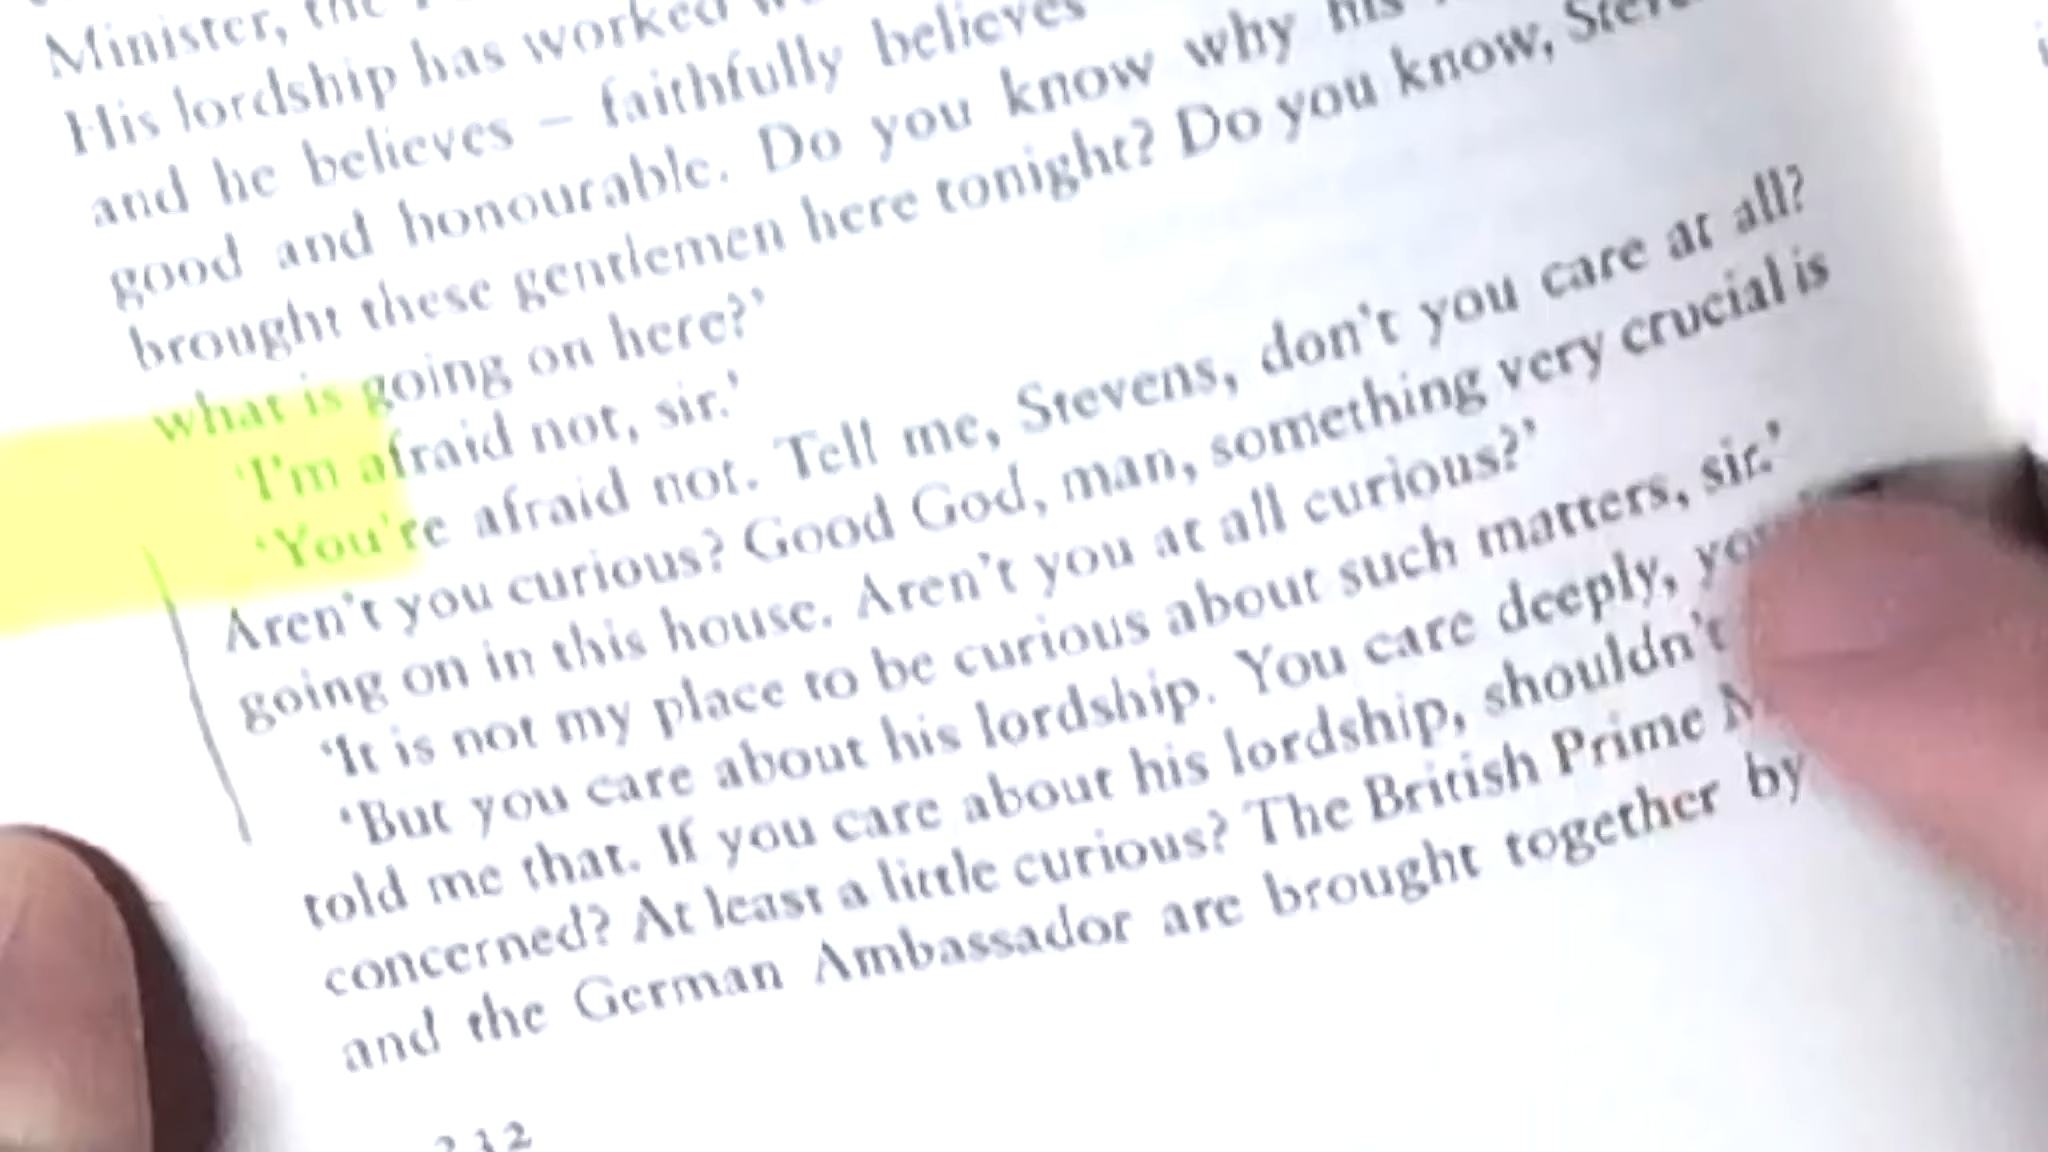 Minister, the
His lordship has worked
and he believes – faithfully believes
good and honourable. Do you know why his
brought these gentlemen here tonight? Do you know,
what is going on here?’
‘I’m afraid not, sir.’
‘You’re afraid not. Tell me, Stevens, don’t you care at all?
Aren’t you curious? Good God, man, something very crucial is
going on in this house. Aren’t you at all curious?’
‘It is not my place to be curious about such matters, sir.’
‘But you care about his lordship. You care deeply,
told me that. If you care about his lordship, shouldn’t
concerned? At least a little curious? The British Prime
and the German Ambassador are brought together by